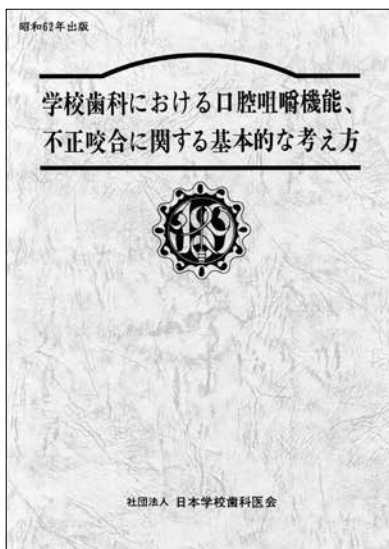 昭和62年出版
学校歯科における口腔咀嚼機能、
不正咬合に関する基本的な考え方
社団法人 日本学校歯科医会